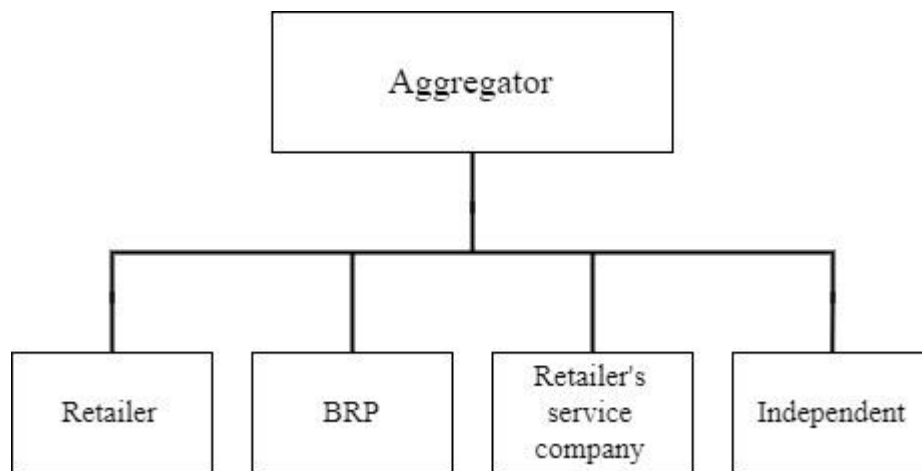 Aggregator
Retailer
BRP
Retailer's
service
company
Independent